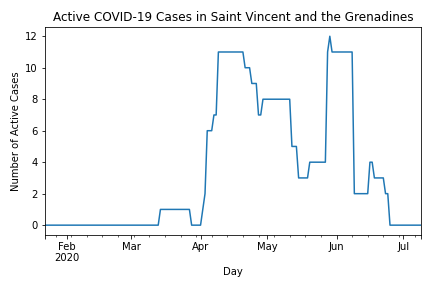 Active COVID-19 Cases in Saint Vincent and the Grenadines
Number of Active Cases
12
10
8
6
4
2
0
Feb Mar Apr May Jun Jul
2020
Day